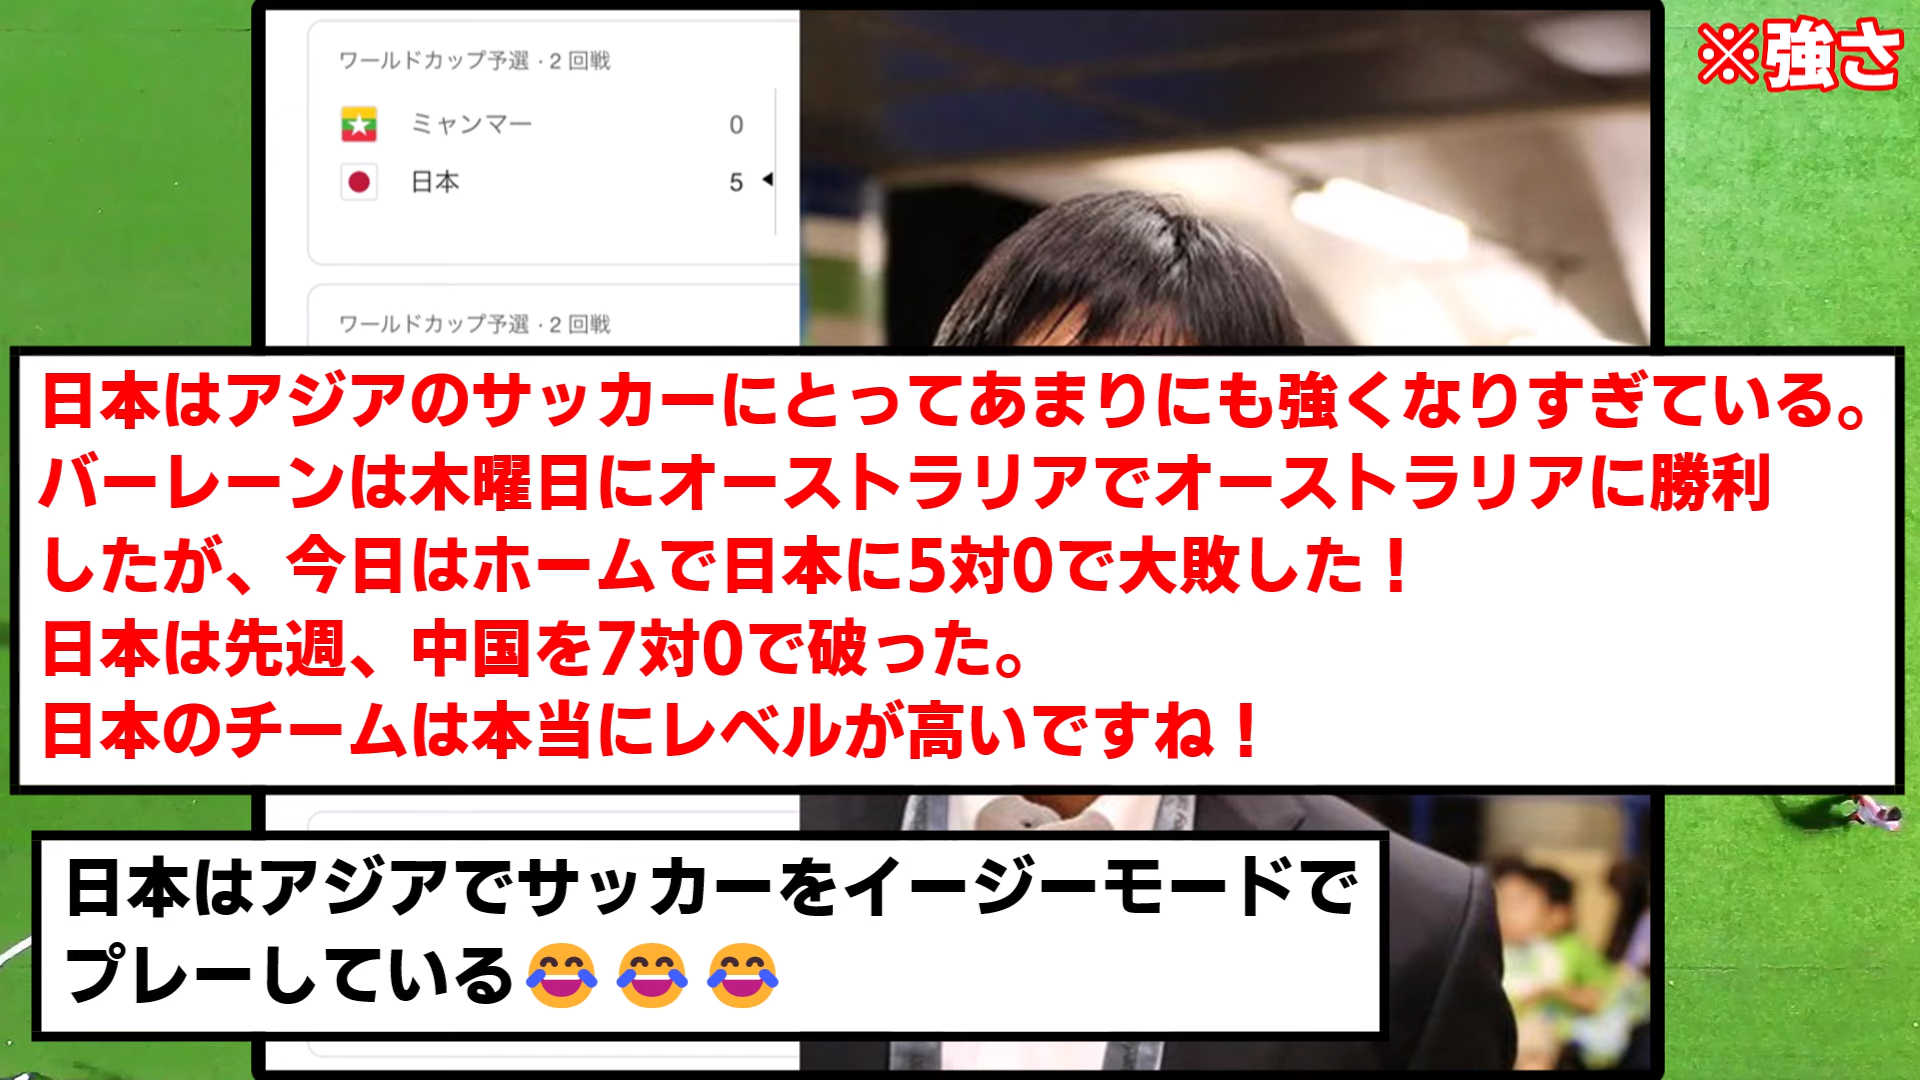 ※強さ
ワールドカップ予選・2 回戦
ミャンマー 0
日本 5
ワールドカップ予選・2 回戦
日本はアジアのサッカーにとってあまりにも強くなりすぎている。
バーレーンは木曜日にオーストラリアでオーストラリアに勝利
したが、今日はホームで日本に5対0で大敗した！
日本は先週、中国を7対0で破った。
日本のチームは本当にレベルが高いですね！
日本はアジアでサッカーをイージーモードで
プレーしている😂😂😂